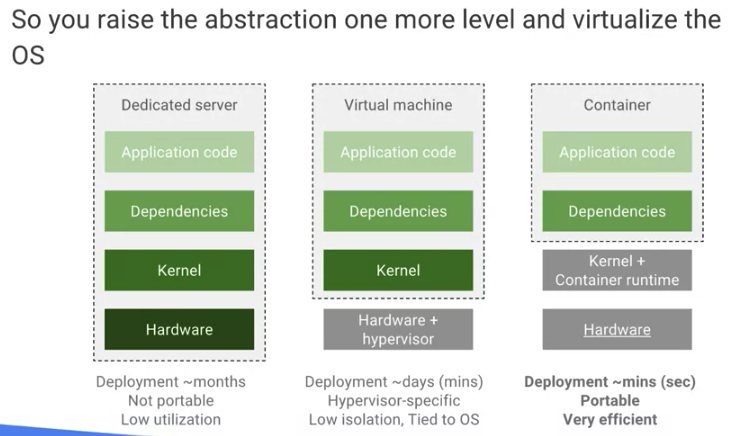 So you raise the abstraction one more level and virtualize the
OS
Dedicated server
Application code
Dependencies
Kernel
Hardware
Deployment ~months
Not portable
Low utilization
Virtual machine
Application code
Dependencies
Kernel
Hardware +
hypervisor
Deployment ~days (mins)
Hypervisor-specific
Low isolation, Tied to OS
Container
Application code
Dependencies
Kernel +
Container runtime
Hardware
Deployment ~mins (sec)
Portable
Very efficient